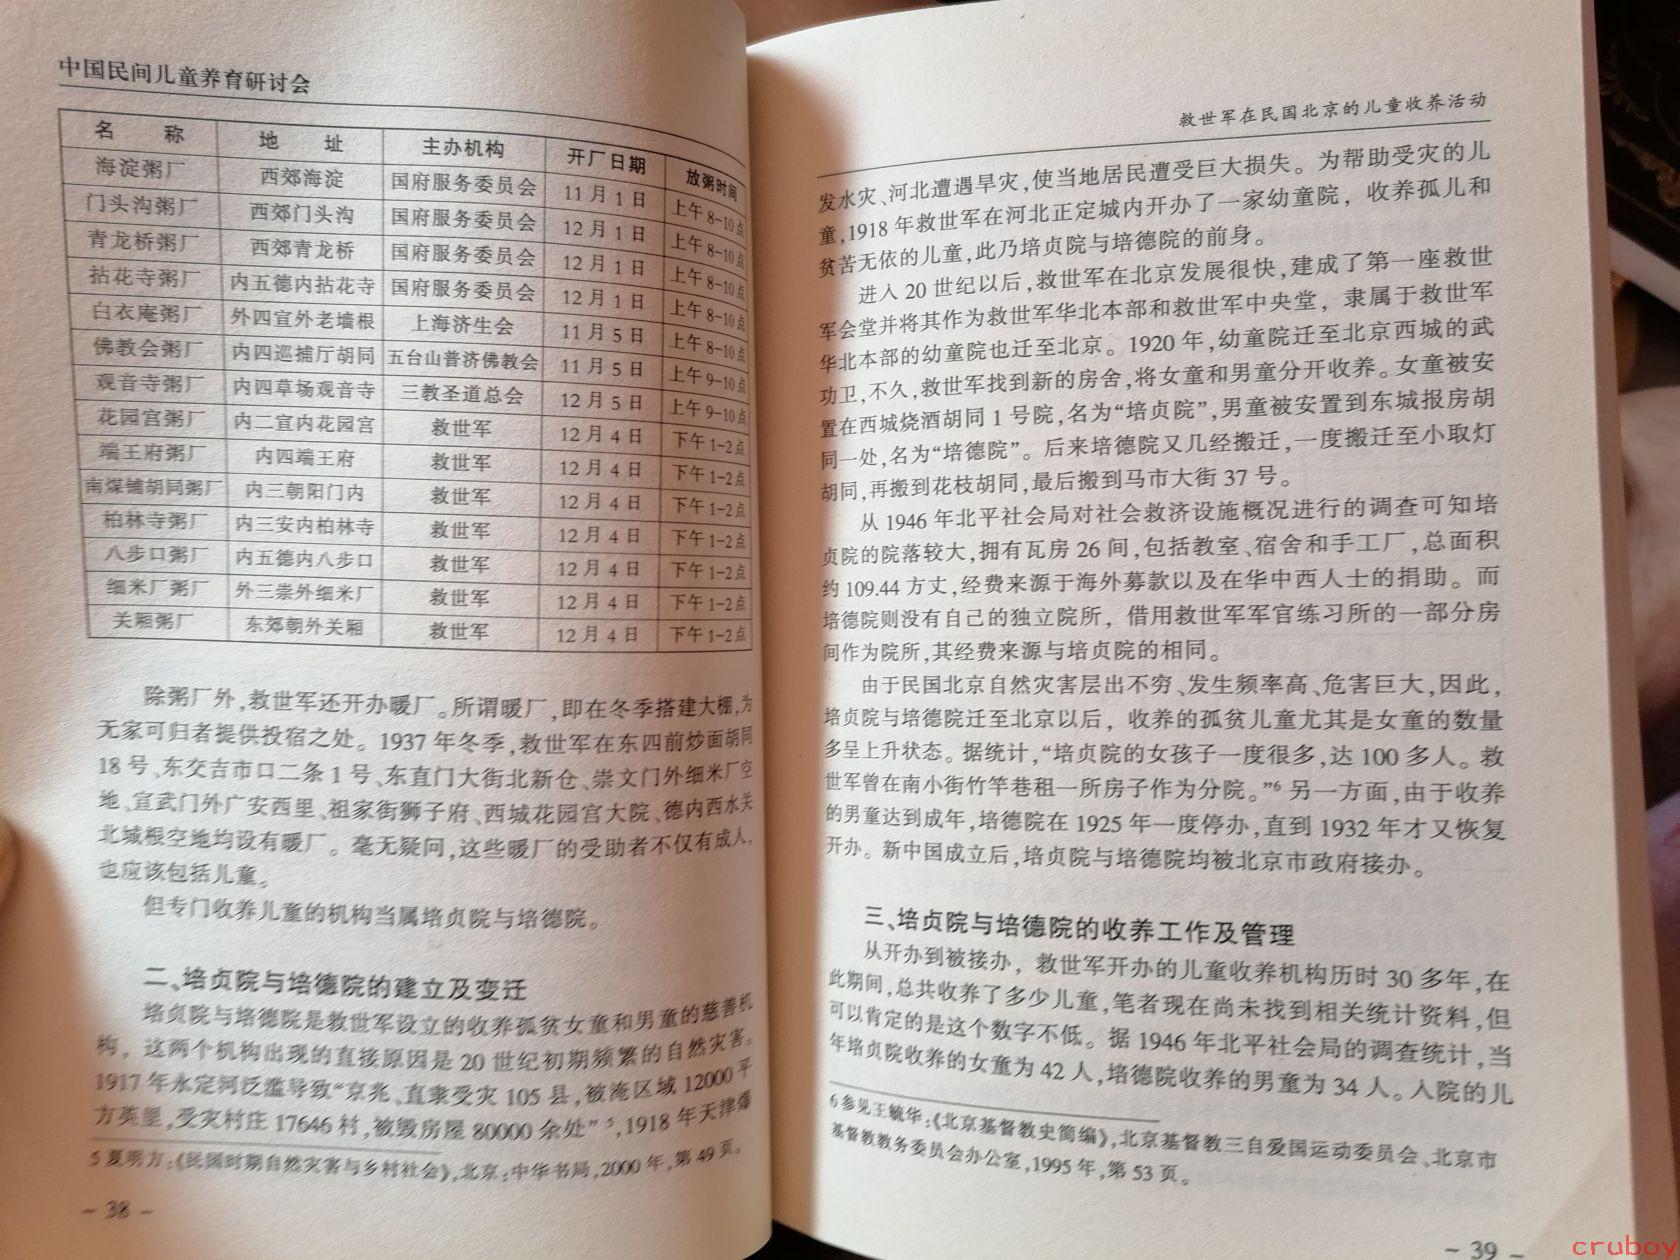 中国民间儿童养育研讨会
名 称 地 址 主办机构 开厂日期 放粥时间
海淀粥厂 西郊海淀 国府服务委员会 11月1日 上午8-10点
门头沟粥厂 西郊门头沟 国府服务委员会 12月1日 上午8-10点
青龙桥粥厂 西郊青龙桥 国府服务委员会 12月1日 上午8-10点
拈花寺粥厂 内五德内拈花寺 国府服务委员会 12月1日 上午8-10点
白衣庵粥厂 外四宣外老墙根 上海济生会 11月5日 上午8-10点
佛教会粥厂 内四巡捕厅胡同 五台山普济佛教会 11月5日 上午9-10点
观音寺粥厂 内四草场观音寺 三教圣道总会 12月5日 上午9-10点
花园宫粥厂 内二宣内花园宫 救世军 12月4日 下午1-2点
端王府粥厂 内四端王府 救世军 12月4日 下午1-2点
南煤铺胡同粥厂 内三朝阳门内 救世军 12月4日 下午1-2点
柏林寺粥厂 内三安内柏林寺 救世军 12月4日 下午1-2点
八步口粥厂 内五德内八步口 救世军 12月4日 下午1-2点
细米厂粥厂 外三崇外细米厂 救世军 12月4日 下午1-2点
关厢粥厂 东郊朝外关厢 救世军 12月4日 下午1-2点
除粥厂外,救世军还开办暖厂。所谓暖厂,即在冬季搭建大棚,为
无家可归者提供投宿之处。1937年冬季,救世军在东四前炒面胡同
18号、东交吉市口二条1号、东直门大街北新仓、崇文门外细米厂空
地、宣武门外广安西里、祖家街狮子府、西城花园宫大院、德内西水关
北城根空地均设有暖厂。毫无疑问,这些暖厂的受助者不仅有成人,
也应该包括儿童。
但专门收养儿童的机构当属培贞院与培德院。
二、培贞院与培德院的建立及变迁
培贞院与培德院是救世军设立的收养孤贫女童和男童的慈善机
构，这两个机构出现的直接原因是20世纪初期频繁的自然灾害。
1917年永定河泛滥导致“京兆、直隶受灾105县,被淹区域12000平
方英里,受灾村庄17646村,被毁房屋80000余处”⁵,1918年天津爆
5 夏明方:《民国时期自然灾害与乡村社会》,北京:中华书局,2000年,第49页。
- 38 -
救世军在民国北京的儿童收养活动
发水灾、河北遭遇旱灾,使当地居民遭受巨大损失。为帮助受灾的儿
童,1918年救世军在河北正定城内开办了一家幼童院，收养孤儿和
贫苦无依的儿童,此乃培贞院与培德院的前身。
进入20世纪以后,救世军在北京发展很快,建成了第一座救世
军会堂并将其作为救世军华北本部和救世军中央堂，隶属于救世军
华北本部的幼童院也迁至北京。1920年,幼童院迁至北京西城的武
功卫,不久,救世军找到新的房舍,将女童和男童分开收养。女童被安
置在西城烧酒胡同1号院,名为“培贞院”,男童被安置到东城报房胡
同一处,名为“培德院”。后来培德院又几经搬迁,一度搬迁至小取灯
胡同,再搬到花枝胡同,最后搬到马市大街37号。
从1946年北平社会局对社会救济设施概况进行的调查可知培
贞院的院落较大,拥有瓦房26间,包括教室、宿舍和手工厂,总面积
约109.44方丈,经费来源于海外募款以及在华中西人士的捐助。而
培德院则没有自己的独立院所，借用救世军军官练习所的一部分房
间作为院所,其经费来源与培贞院的相同。
由于民国北京自然灾害层出不穷、发生频率高、危害巨大,因此,
培贞院与培德院迁至北京以后，收养的孤贫儿童尤其是女童的数量
多呈上升状态。据统计,“培贞院的女孩子一度很多,达100多人。救
世军曾在南小街竹竿巷租一所房子作为分院。”⁶另一方面,由于收养
的男童达到成年,培德院在1925年一度停办,直到1932年才又恢复
开办。新中国成立后,培贞院与培德院均被北京市政府接办。
三、培贞院与培德院的收养工作及管理
从开办到被接办，救世军开办的儿童收养机构历时30多年,在
此期间,总共收养了多少儿童,笔者现在尚未找到相关统计资料,但
可以肯定的是这个数字不低。据1946年北平社会局的调查统计,当
年培贞院收养的女童为42人,培德院收养的男童为34人。入院的儿
6 参见王毓华:《北京基督教史简编》,北京基督教三自爱国运动委员会、北京市
基督教教务委员会办公室,1995年,第53页。
- 39 -
cruboy